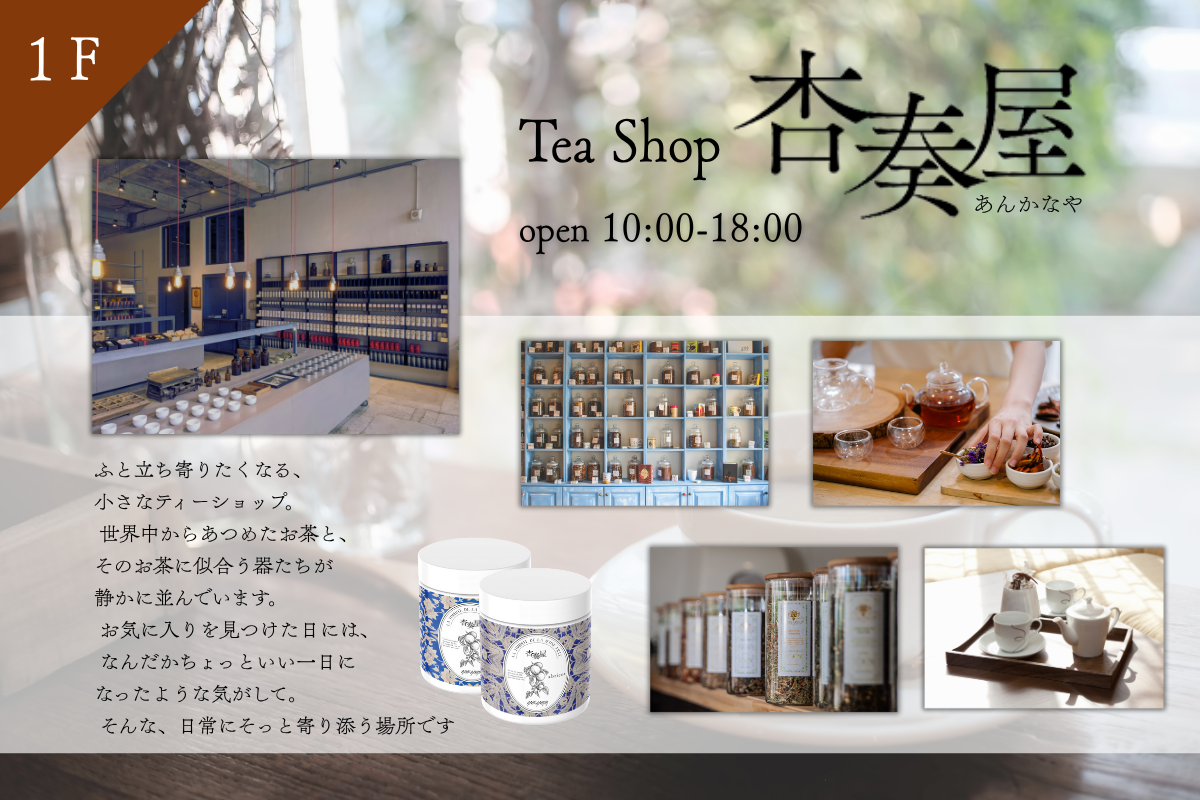 1F
Tea Shop 杏奏屋
あんかなや
open 10:00-18:00
ふと立ち寄りたくなる、
小さなティーショップ。
世界中からあつめたお茶と、
そのお茶に似合う器たちが
静かに並んでいます。
お気に入りを見つけた日には、
なんだかちょっといい一日に
なったような気がして。
そんな、日常にそっと寄り添う場所です